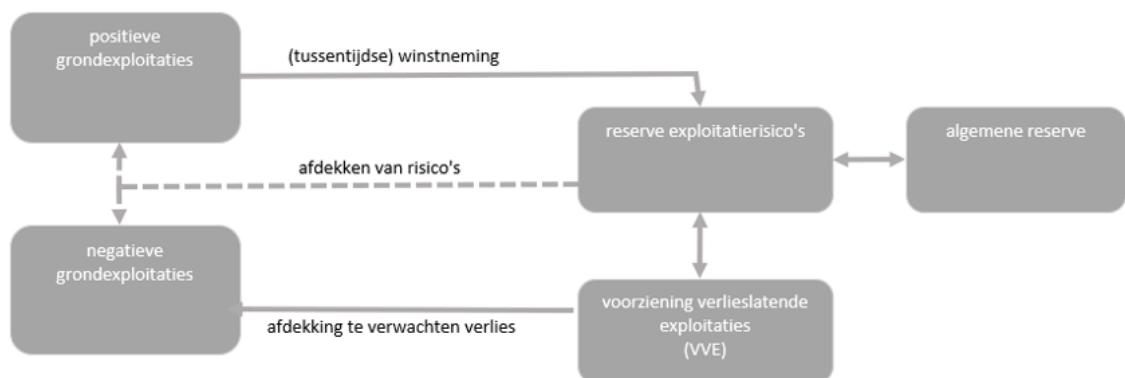 positieve
grondexploitaties
(tussentijdse) winstneming
reserve exploitatierisico's
algemene reserve
afdekken van risico's
negatieve
grondexploitaties
afdekking te verwachten verlies
voorziening verlieslatende
exploitaties
(VVE)